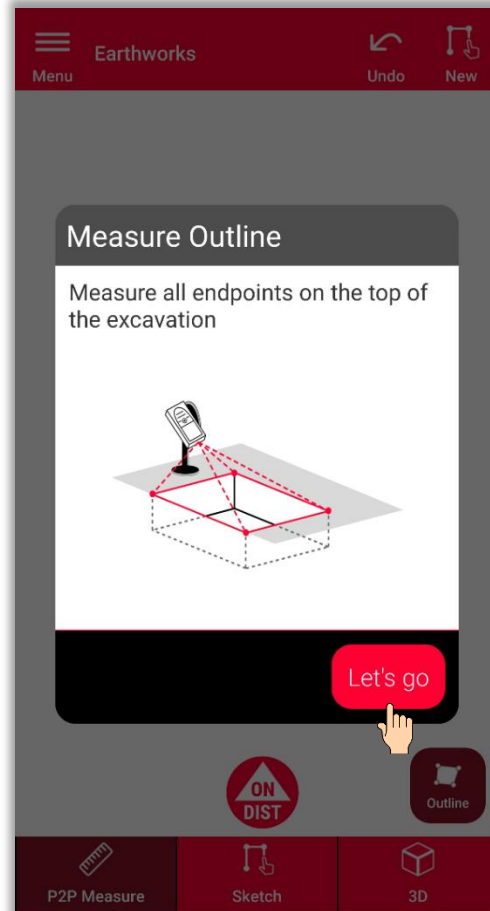 Earthworks
Menu
Undo
New
Measure Outline
Measure all endpoints on the top of
the excavation
Let's go
ON
DIST
Outline
P2P Measure
Sketch
3D